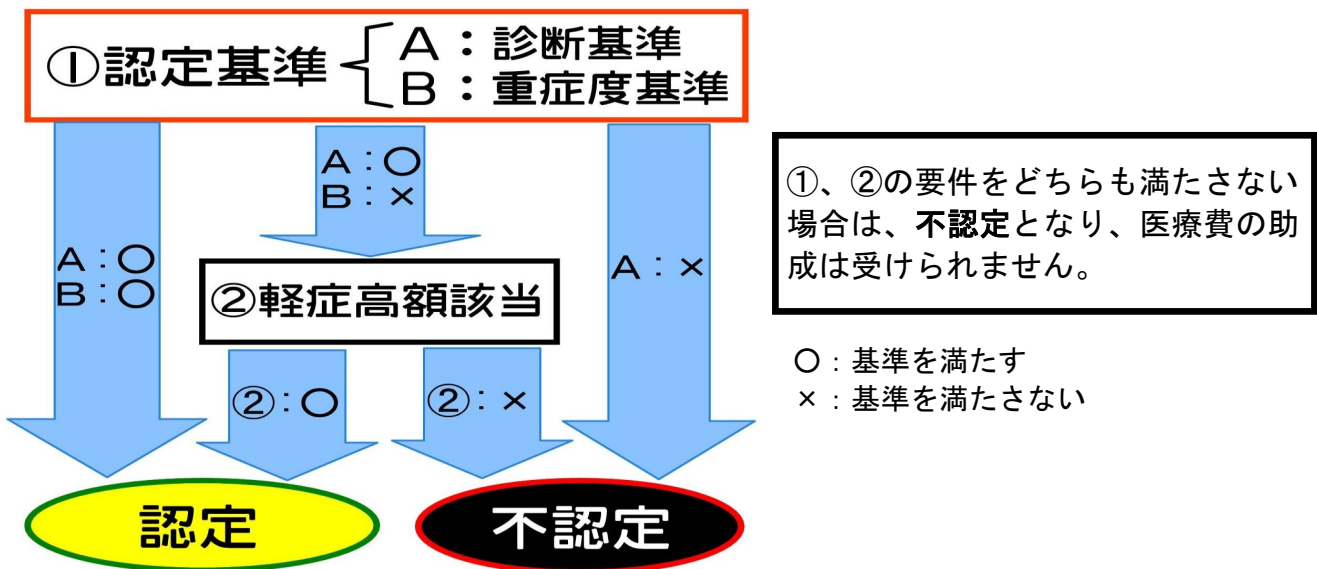 ①認定基準
A：診断基準
B：重症度基準
A：○
B：○
A：○
B：×
A：×
②軽症高額該当
②：○
②：×
認定
不認定
①、②の要件をどちらも満たさない
場合は、不認定となり、医療費の助
成は受けられません。
○：基準を満たす
×：基準を満たさない